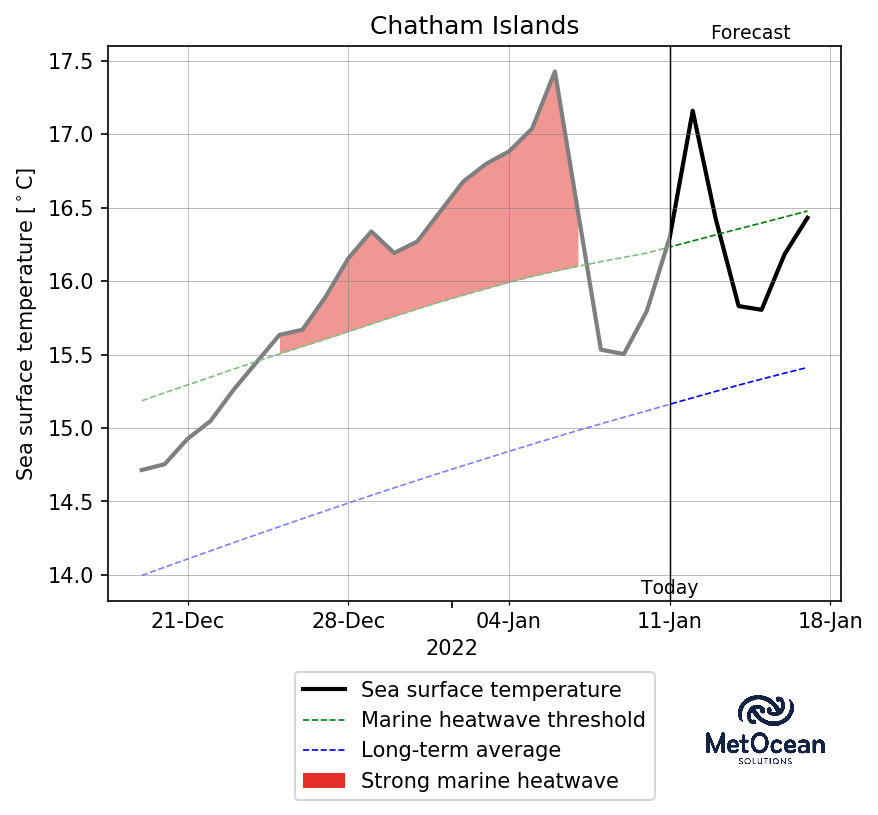 Chatham Islands
Forecast
Sea surface temperature [°C]
17.5
17.0
16.5
16.0
15.5
15.0
14.5
14.0
Today
21-Dec 28-Dec 04-Jan 11-Jan 18-Jan
2022
Sea surface temperature
Marine heatwave threshold
Long-term average
Strong marine heatwave
MetOcean
SOLUTIONS